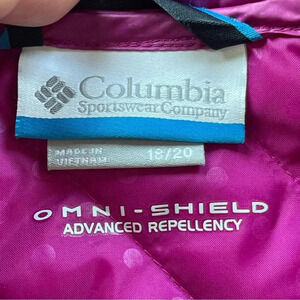 Columbia
Sportswear Company
MADE IN
VIETNAM
18/20
OMNI-SHIELD
ADVANCED REPELLENCY